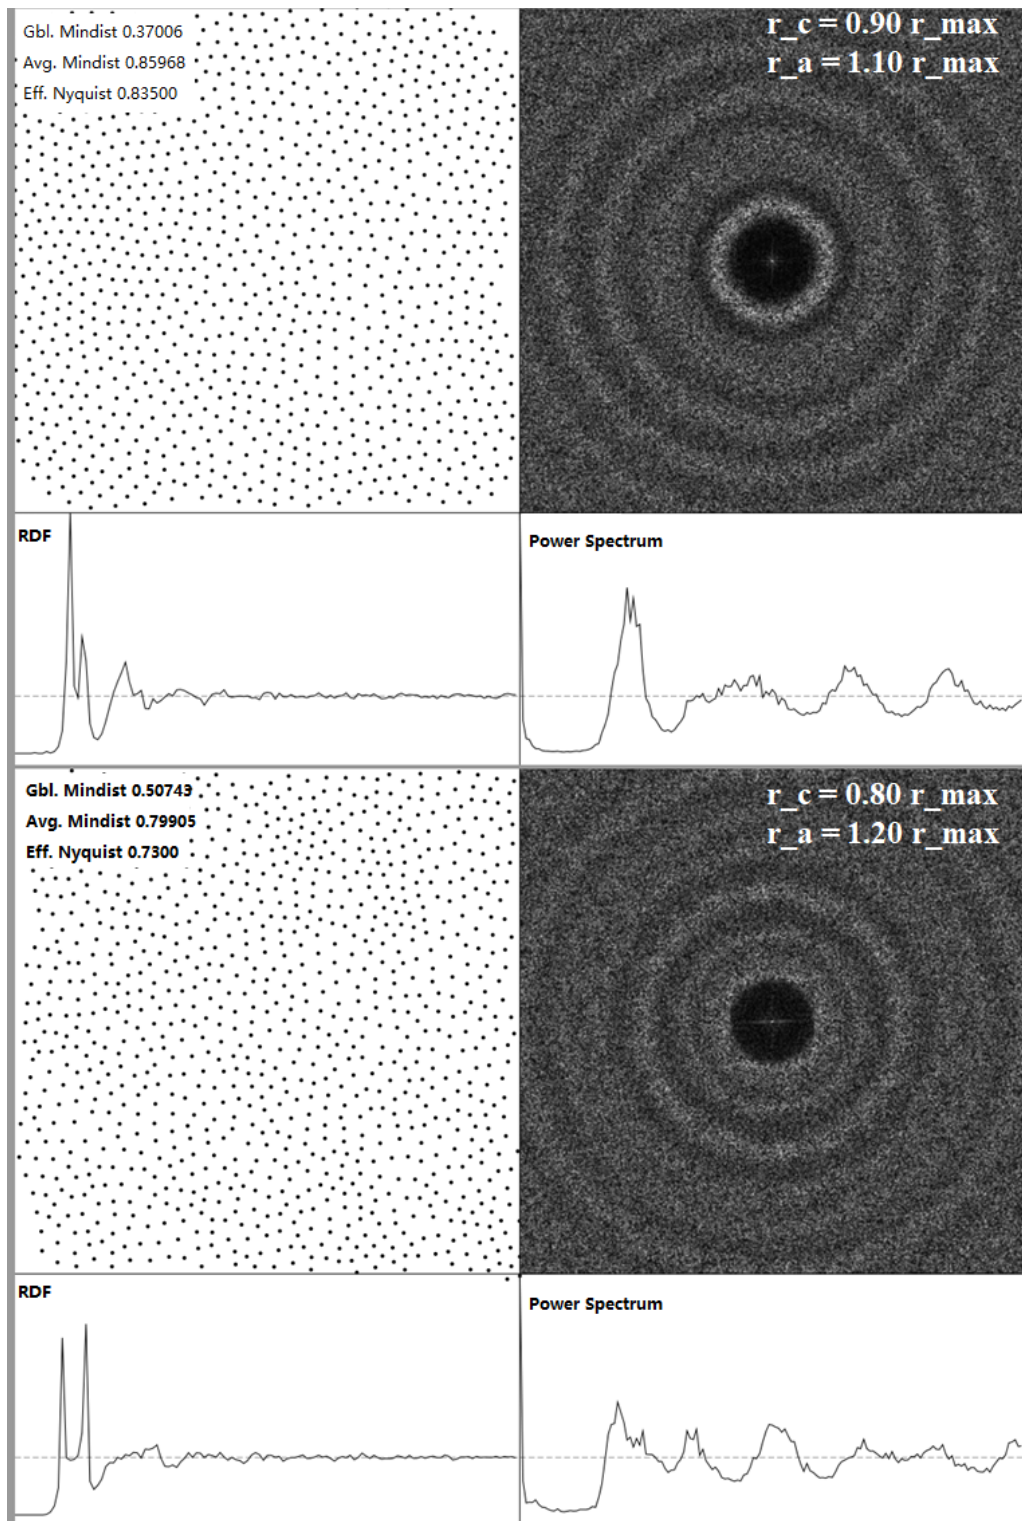 Gbl. Mindist 0.37006
Avg. Mindist 0.85968
Eff. Nyquist 0.83500
r_c = 0.90 r_max
r_a = 1.10 r_max
RDF
Power Spectrum
Gbl. Mindist 0.50743
Avg. Mindist 0.79905
Eff. Nyquist 0.7300
r_c = 0.80 r_max
r_a = 1.20 r_max
RDF
Power Spectrum